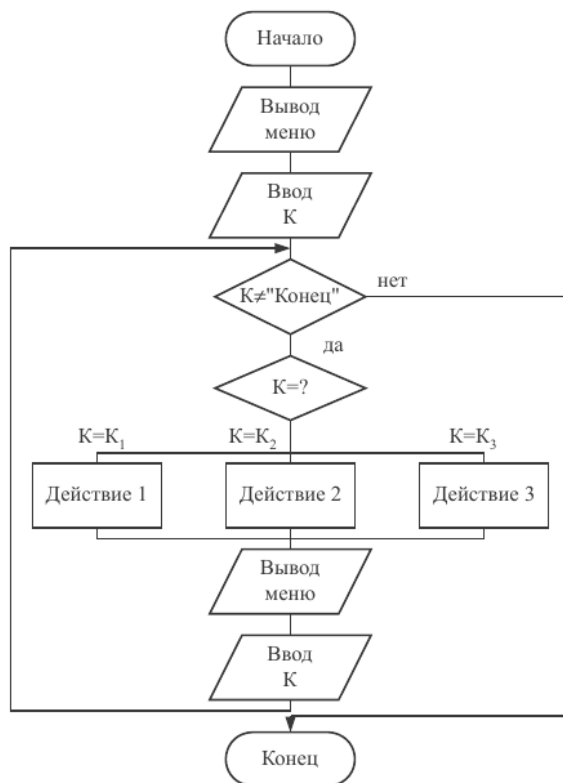 Начало
Вывод
меню
Ввод
К
К≠"Конец"
нет
да
К=?
К=К₁
К=К₂
К=К₃
Действие 1
Действие 2
Действие 3
Вывод
меню
Ввод
К
Конец